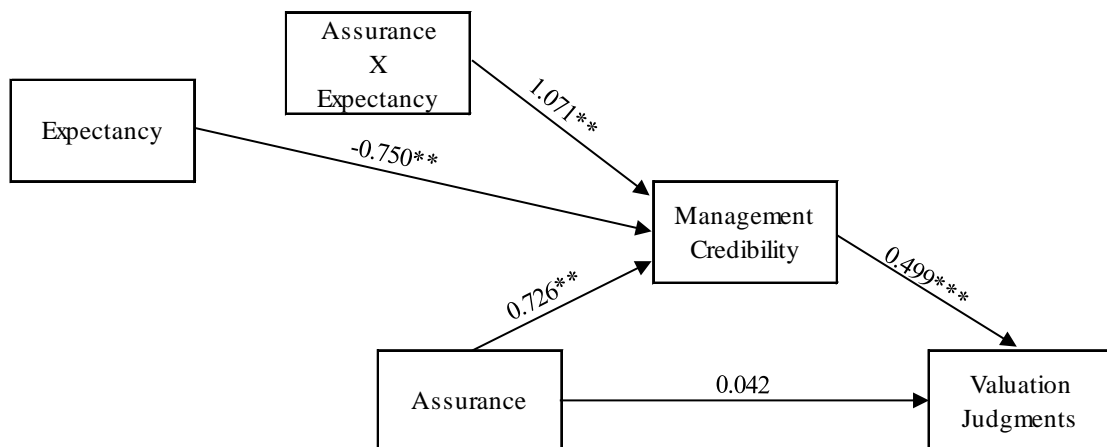 Assurance
X
Expectancy
1.071**
Expectancy
-0.750**
Management
Credibility
0.499***
0.726**
Assurance
0.042
Valuation
Judgments